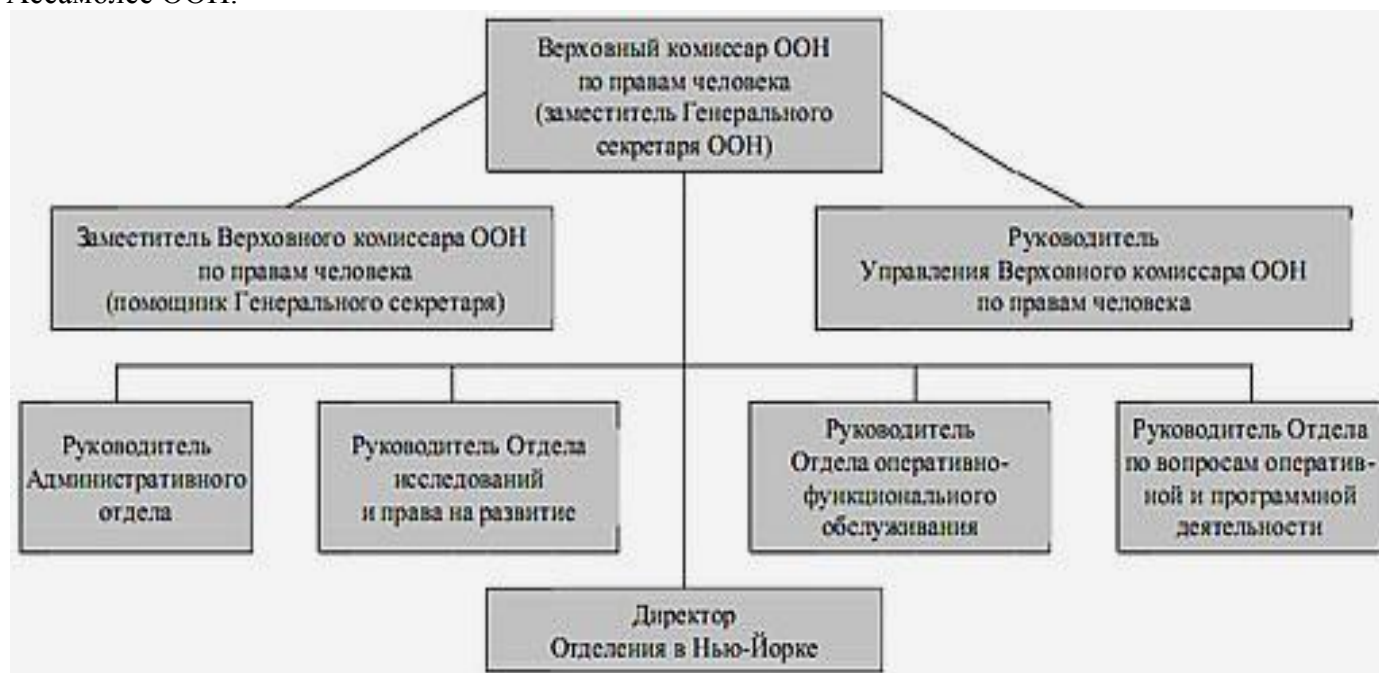 Ассамблее ООН.
Верховный комиссар ООН
по правам человека
(заместитель Генерального
секретаря ООН)
Заместитель Верховного комиссара ООН
по правам человека
(помощник Генерального секретаря)
Руководитель
Управления Верховного комиссара ООН
по правам человека
Руководитель
Административного
отдела
Руководитель Отдела
исследований
и права на развитие
Руководитель
Отдела оперативно-
функционального
обслуживания
Руководитель Отдела
по вопросам оператив-
ной и программной
деятельности
Директор
Отделения в Нью-Йорке